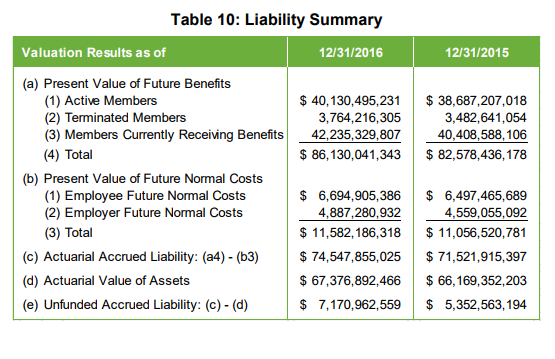 Table 10: Liability Summary
Valuation Results as of 12/31/2016 12/31/2015
(a) Present Value of Future Benefits
(1) Active Members $ 40,130,495,231 $ 38,687,207,018
(2) Terminated Members 3,764,216,305 3,482,641,054
(3) Members Currently Receiving Benefits 42,235,329,807 40,408,588,106
(4) Total $ 86,130,041,343 $ 82,578,436,178
(b) Present Value of Future Normal Costs
(1) Employee Future Normal Costs $ 6,694,905,386 $ 6,497,465,689
(2) Employer Future Normal Costs 4,887,280,932 4,559,055,092
(3) Total $ 11,582,186,318 $ 11,056,520,781
(c) Actuarial Accrued Liability: (a4) - (b3) $ 74,547,855,025 $ 71,521,915,397
(d) Actuarial Value of Assets $ 67,376,892,466 $ 66,169,352,203
(e) Unfunded Accrued Liability: (c) - (d) $ 7,170,962,559 $ 5,352,563,194